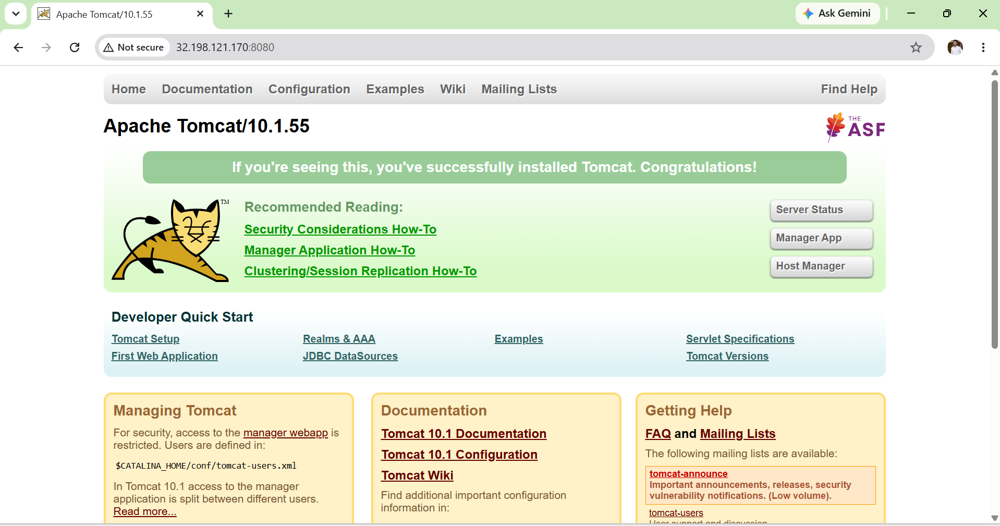 Apache Tomcat/10.1.55
Ask Gemini
Not secure
32.198.121.170:8080
Home Documentation Configuration Examples Wiki Mailing Lists Find Help
Apache Tomcat/10.1.55
THE
ASF
If you're seeing this, you've successfully installed Tomcat. Congratulations!
TM
Recommended Reading:
Security Considerations How-To
Manager Application How-To
Clustering/Session Replication How-To
Server Status
Manager App
Host Manager
Developer Quick Start
Tomcat Setup
First Web Application
Realms & AAA
JDBC DataSources
Examples
Servlet Specifications
Tomcat Versions
Managing Tomcat
For security, access to the manager webapp is
restricted. Users are defined in:
$CATALINA_HOME/conf/tomcat-users.xml
In Tomcat 10.1 access to the manager
application is split between different users.
Read more...
Documentation
Tomcat 10.1 Documentation
Tomcat 10.1 Configuration
Tomcat Wiki
Find additional important configuration
information in:
Getting Help
FAQ and Mailing Lists
The following mailing lists are available:
tomcat-announce
Important announcements, releases, security
vulnerability notifications. (Low volume).
tomcat-users
User support and discussion